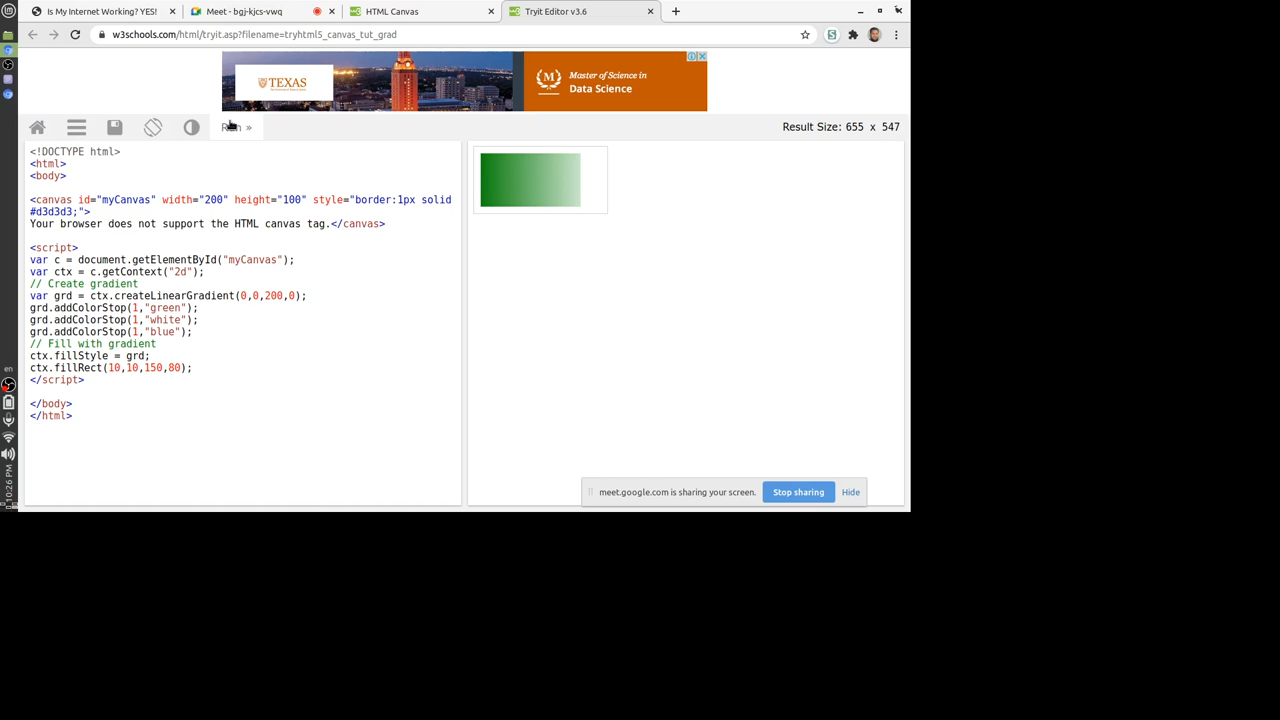 Is My Internet Working? YES!
Meet - bgj-kjcs-vwq
HTML Canvas
Tryit Editor v3.6
w3schools.com/html/tryit.asp?filename=tryhtml5_canvas_tut_grad
TEXAS
Master of Science in
Data Science
Run »
Result Size: 655 x 547
<!DOCTYPE html>
<html>
<body>
<canvas id="myCanvas" width="200" height="100" style="border:1px solid
#d3d3d3;">
Your browser does not support the HTML canvas tag.</canvas>
<script>
var c = document.getElementById("myCanvas");
var ctx = c.getContext("2d");
// Create gradient
var grd = ctx.createLinearGradient(0,0,200,0);
grd.addColorStop(1,"green");
grd.addColorStop(1,"white");
grd.addColorStop(1,"blue");
// Fill with gradient
ctx.fillStyle = grd;
ctx.fillRect(10,10,150,80);
</script>
</body>
</html>
en
10:26 PM
meet.google.com is sharing your screen.
Stop sharing
Hide